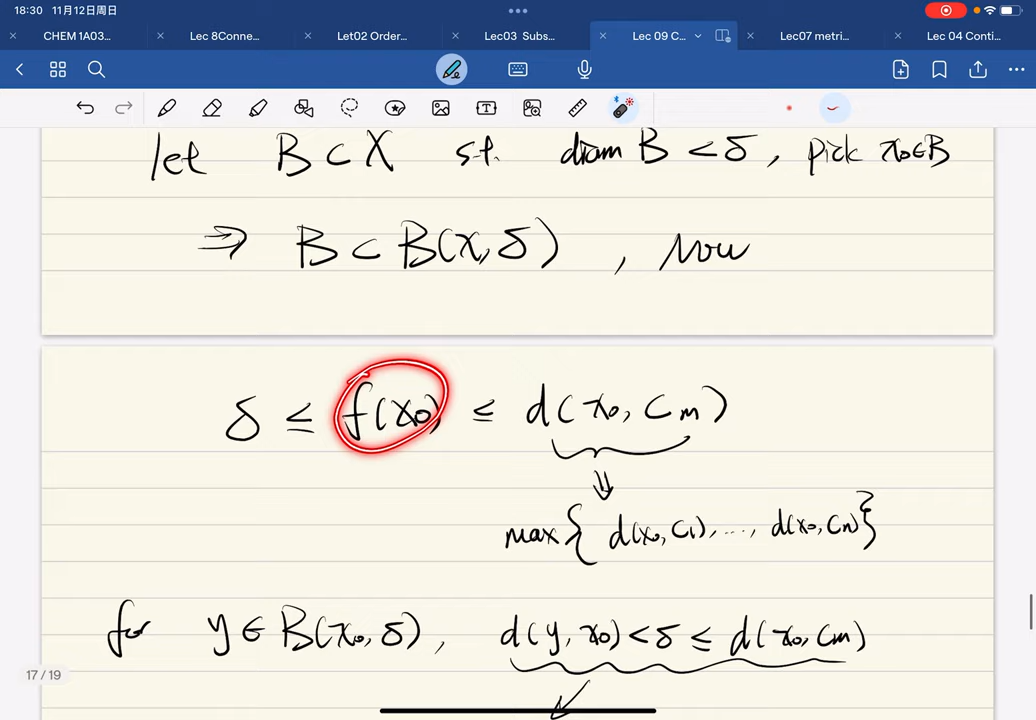 18:30 11月12日周日
CHEM 1A03... Lec 8Conne... Let02 Order... Lec03 Subs... Lec 09 C... Lec07 metri... Lec 04 Conti...
let B ⊂ X s.t. diam B < δ, pick x₀∈B
⇒ B ⊂ B(x, δ), now
δ ≤ f(x₀) ≤ d(x₀, Cm)
⇓
max{ d(x₀, C₁), ..., d(x₀, Cn)}
for y ∈ B(x₀, δ), d(y, x₀) < δ ≤ d(x₀, Cm)
17/19